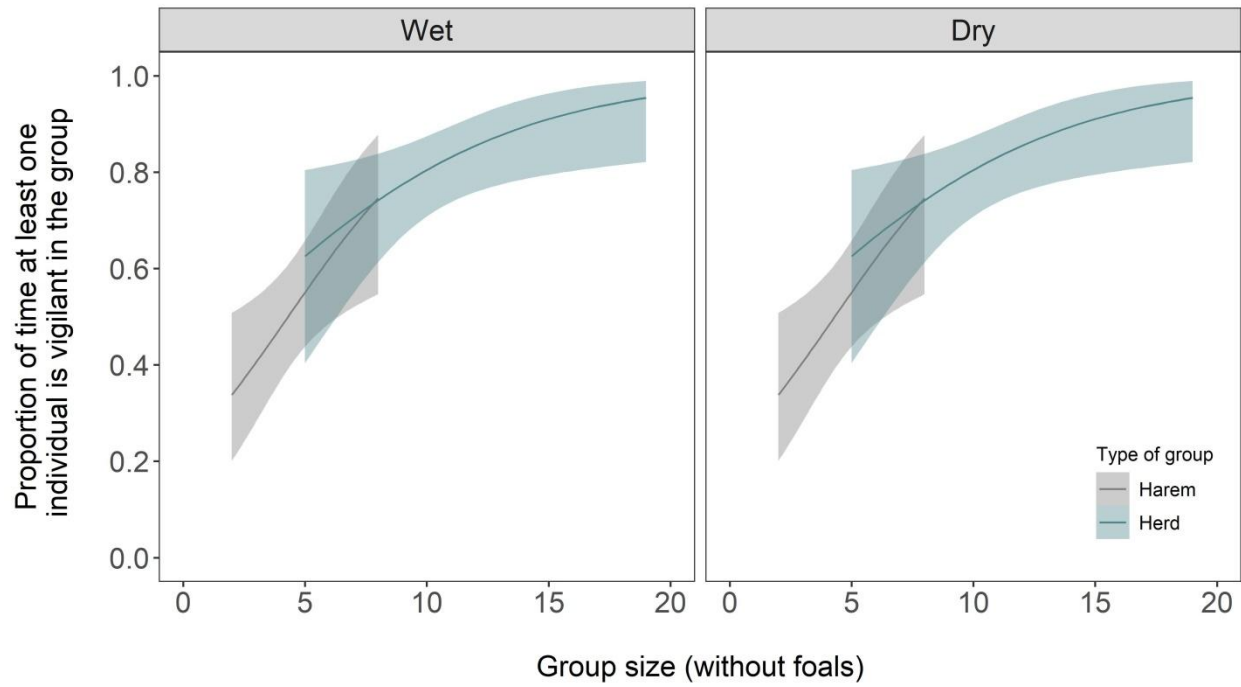 Wet
Dry
Proportion of time at least one
individual is vigilant in the group
1.0
0.8
0.6
0.4
0.2
0.0
0 5 10 15 20
0 5 10 15 20
Type of group
Harem
Herd
Group size (without foals)